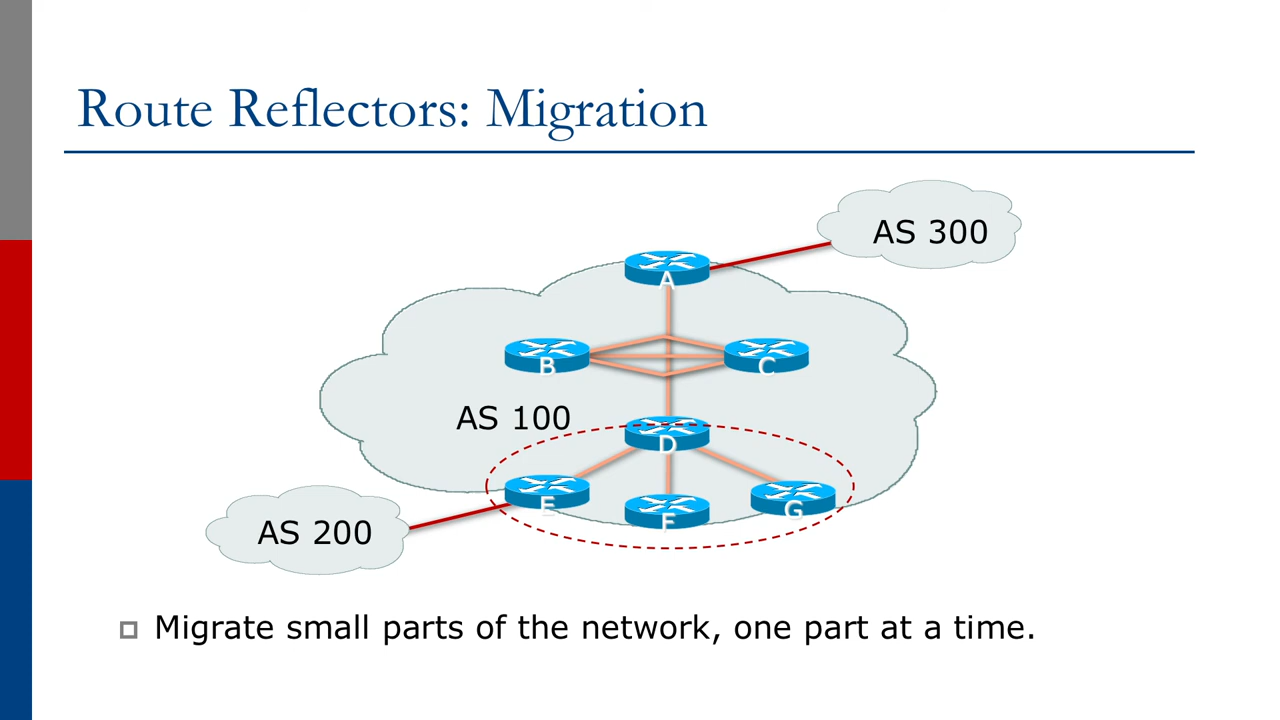 Route Reflectors: Migration
AS 300
A
B
C
AS 100
D
E
F
G
AS 200
Migrate small parts of the network, one part at a time.